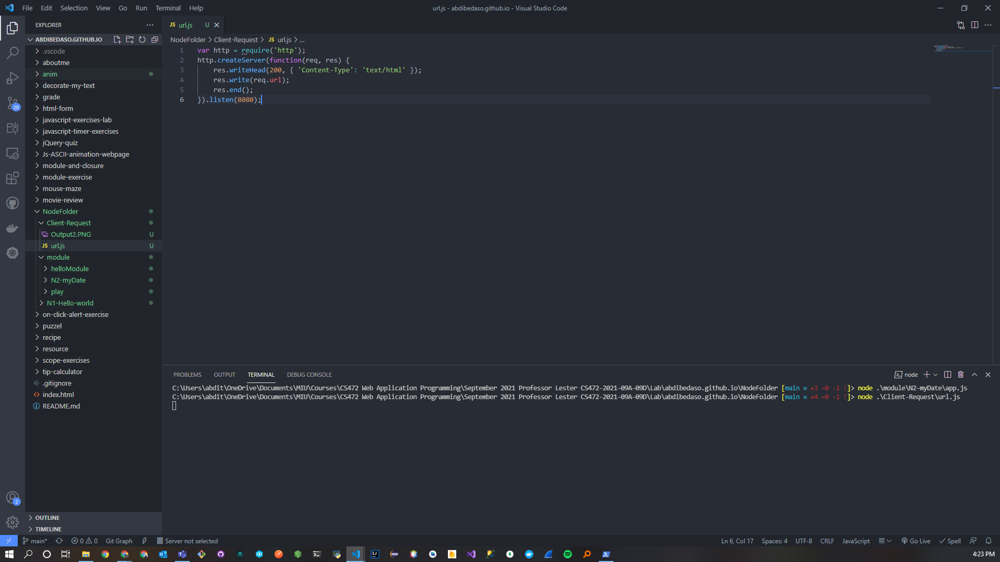 File Edit Selection View Go Run Terminal Help
url.js - abdibedaso.github.io - Visual Studio Code
EXPLORER
ABDIBEDASO.GITHUB.IO
.vscode
aboutme
anim
decorate-my-text
grade
html-form
javascript-exercises-lab
javascript-timer-exercises
jQuery-quiz
Js-ASCII-animation-webpage
module-and-closure
module-exercise
mouse-maze
movie-review
NodeFolder
Client-Request
Output2.PNG U
JS url.js U
module
helloModule
N2-myDate
play
N1-Hello-world
on-click-alert-exercise
puzzel
recipe
resource
scope-exercises
tip-calculator
.gitignore
index.html
README.md
OUTLINE
TIMELINE
20
2
JS url.js U
NodeFolder > Client-Request > JS url.js > ...
1 var http = require('http');
2 http.createServer(function(req, res) {
3 res.writeHead(200, { 'Content-Type': 'text/html' });
4 res.write(req.url);
5 res.end();
6 }).listen(8080);
PROBLEMS OUTPUT TERMINAL DEBUG CONSOLE
node
C:\Users\abdit\OneDrive\Documents\MIU\Courses\CS472 Web Application Programming\September 2021 Professor Lester CS472-2021-09A-09D\Lab\abdibedaso.github.io\NodeFolder [main ≡ +3 ~0 -1 !]> node .\module\N2-myDate\app.js
C:\Users\abdit\OneDrive\Documents\MIU\Courses\CS472 Web Application Programming\September 2021 Professor Lester CS472-2021-09A-09D\Lab\abdibedaso.github.io\NodeFolder [main ≡ +4 ~0 -1 !]> node .\Client-Request\url.js
main* 0 0 Git Graph Server not selected
Ln 6, Col 17 Spaces: 4 UTF-8 CRLF JavaScript Go Live Spell
4:23 PM